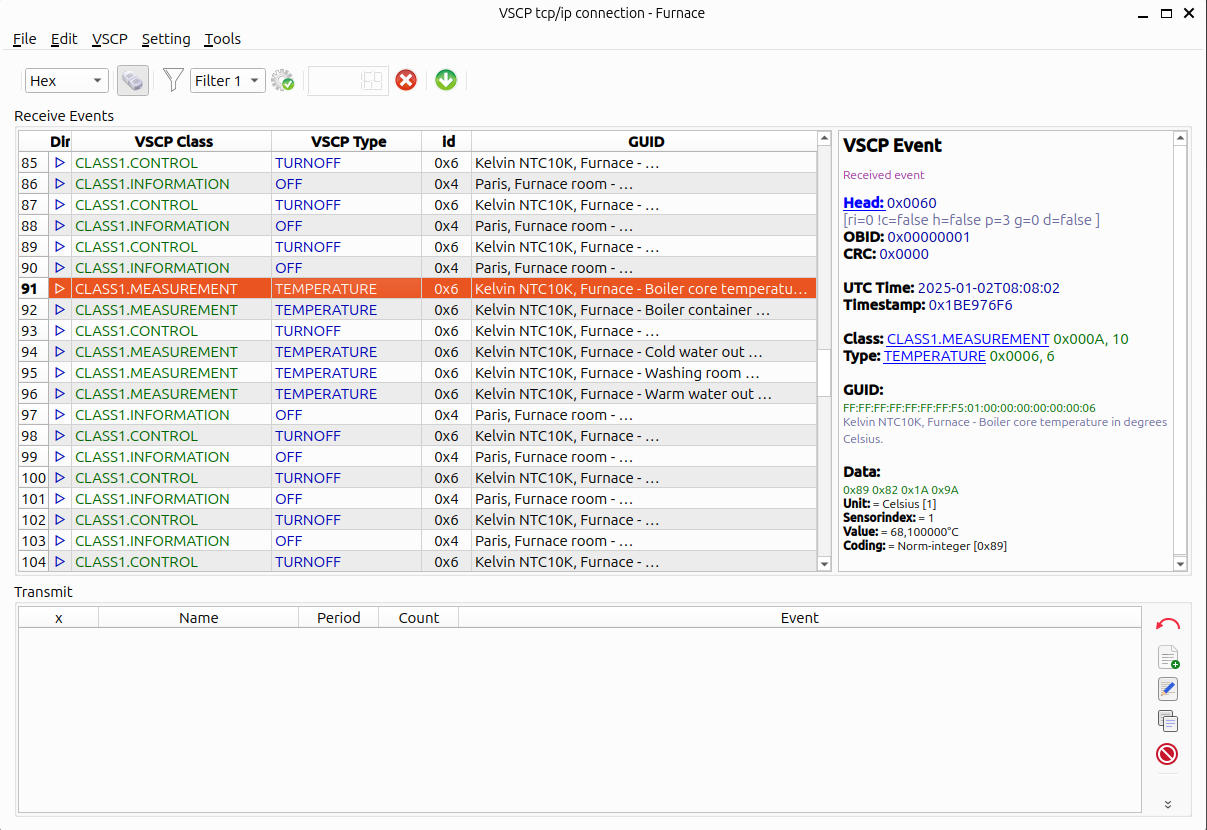 VSCP tcp/ip connection - Furnace
File Edit VSCP Setting Tools
Hex Filter 1
Receive Events
Dir VSCP Class VSCP Type id GUID
85 CLASS1.CONTROL TURNOFF 0x6 Kelvin NTC10K, Furnace - ...
86 CLASS1.INFORMATION OFF 0x4 Paris, Furnace room - ...
87 CLASS1.CONTROL TURNOFF 0x6 Kelvin NTC10K, Furnace - ...
88 CLASS1.INFORMATION OFF 0x4 Paris, Furnace room - ...
89 CLASS1.CONTROL TURNOFF 0x6 Kelvin NTC10K, Furnace - ...
90 CLASS1.INFORMATION OFF 0x4 Paris, Furnace room - ...
91 CLASS1.MEASUREMENT TEMPERATURE 0x6 Kelvin NTC10K, Furnace - Boiler core temperatu...
92 CLASS1.MEASUREMENT TEMPERATURE 0x6 Kelvin NTC10K, Furnace - Boiler container ...
93 CLASS1.CONTROL TURNOFF 0x6 Kelvin NTC10K, Furnace - ...
94 CLASS1.MEASUREMENT TEMPERATURE 0x6 Kelvin NTC10K, Furnace - Cold water out ...
95 CLASS1.MEASUREMENT TEMPERATURE 0x6 Kelvin NTC10K, Furnace - Washing room ...
96 CLASS1.MEASUREMENT TEMPERATURE 0x6 Kelvin NTC10K, Furnace - Warm water out ...
97 CLASS1.INFORMATION OFF 0x4 Paris, Furnace room - ...
98 CLASS1.CONTROL TURNOFF 0x6 Kelvin NTC10K, Furnace - ...
99 CLASS1.INFORMATION OFF 0x4 Paris, Furnace room - ...
100 CLASS1.CONTROL TURNOFF 0x6 Kelvin NTC10K, Furnace - ...
101 CLASS1.INFORMATION OFF 0x4 Paris, Furnace room - ...
102 CLASS1.CONTROL TURNOFF 0x6 Kelvin NTC10K, Furnace - ...
103 CLASS1.INFORMATION OFF 0x4 Paris, Furnace room - ...
104 CLASS1.CONTROL TURNOFF 0x6 Kelvin NTC10K, Furnace - ...
VSCP Event
Received event
Head: 0x0060
[ri=0 !c=false h=false p=3 g=0 d=false ]
OBID: 0x00000001
CRC: 0x0000
UTC Time: 2025-01-02T08:08:02
Timestamp: 0x1BE976F6
Class: CLASS1.MEASUREMENT 0x000A, 10
Type: TEMPERATURE 0x0006, 6
GUID:
FF:FF:FF:FF:FF:FF:FF:F5:01:00:00:00:00:00:00:06
Kelvin NTC10K, Furnace - Boiler core temperature in degrees
Celsius.
Data:
0x89 0x82 0x1A 0x9A
Unit: = Celsius [1]
Sensorindex: = 1
Value: = 68,100000°C
Coding: = Norm-integer [0x89]
Transmit
x Name Period Count Event